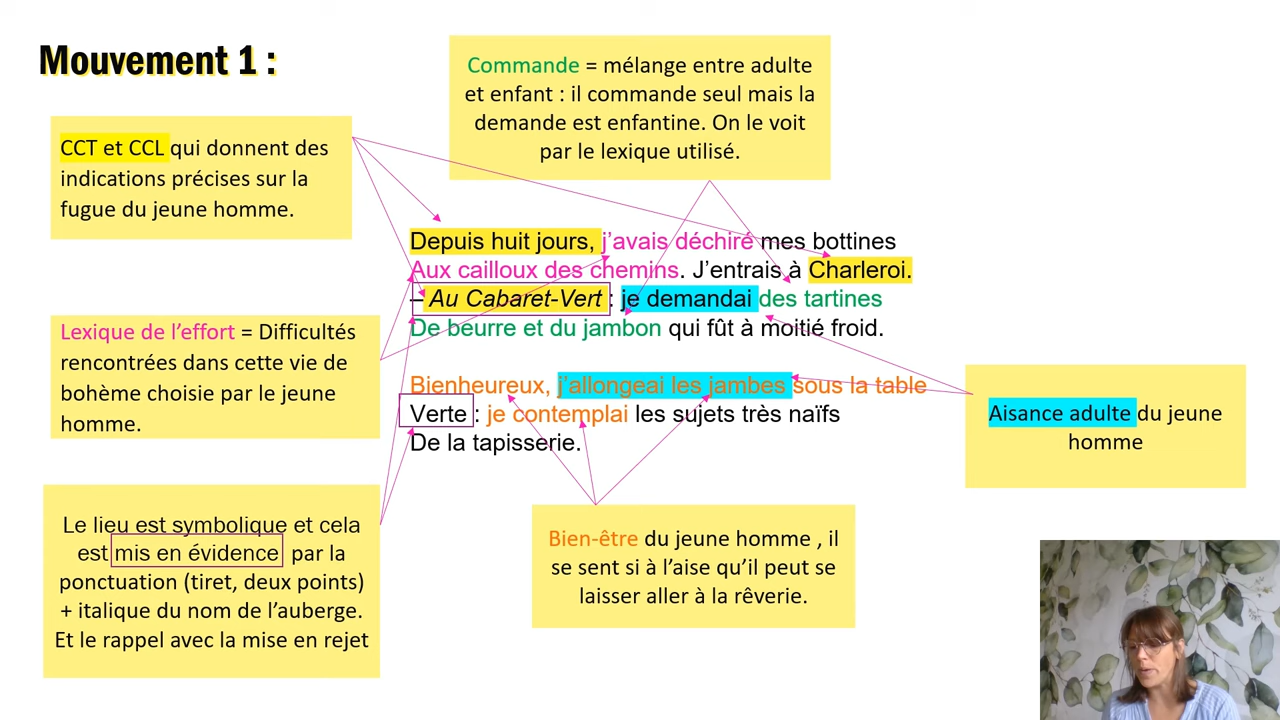 Mouvement 1 :
Commande = mélange entre adulte
et enfant : il commande seul mais la
demande est enfantine. On le voit
par le lexique utilisé.
CCT et CCL qui donnent des
indications précises sur la
fugue du jeune homme.
Depuis huit jours, j’avais déchiré mes bottines
Aux cailloux des chemins. J’entrais à Charleroi.
– Au Cabaret-Vert : je demandai des tartines
De beurre et du jambon qui fût à moitié froid.
Lexique de l’effort = Difficultés
rencontrées dans cette vie de
bohème choisie par le jeune
homme.
Bienheureux, j’allongeai les jambes sous la table
Verte : je contemplai les sujets très naïfs
De la tapisserie.
Aisance adulte du jeune
homme
Le lieu est symbolique et cela
est mis en évidence par la
ponctuation (tiret, deux points)
+ italique du nom de l’auberge.
Et le rappel avec la mise en rejet
Bien-être du jeune homme , il
se sent si à l’aise qu’il peut se
laisser aller à la rêverie.